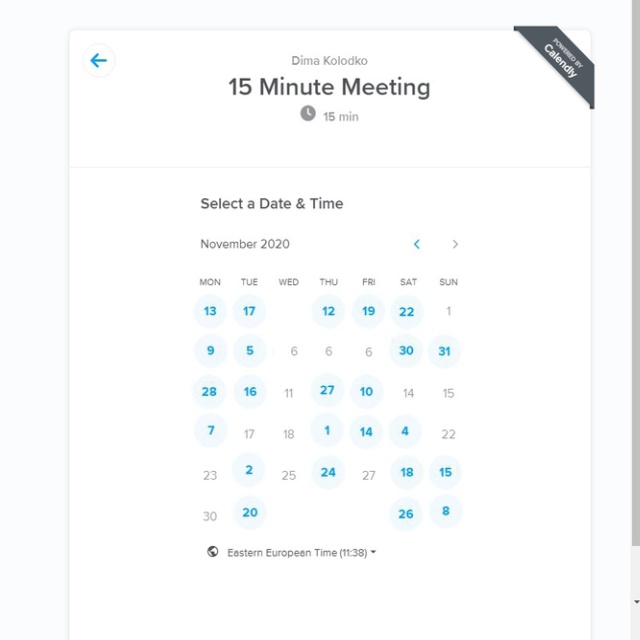 POWERED BY
Calendly
Dima Kolodko
15 Minute Meeting
15 min
Select a Date & Time
November 2020
MON TUE WED THU FRI SAT SUN
13 17 12 19 22 1
9 5 6 6 6 30 31
28 16 11 27 10 14 15
7 17 18 1 14 4 22
23 2 25 24 27 18 15
30 20 26 8
Eastern European Time (11:38)